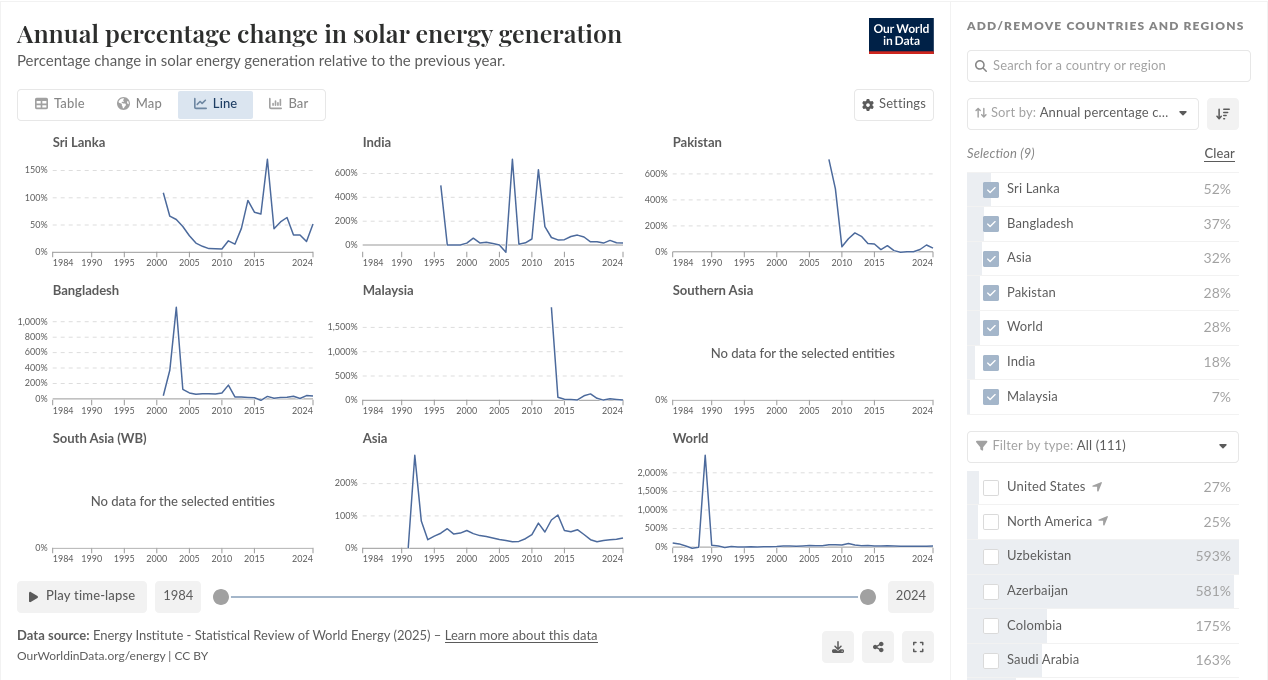 Annual percentage change in solar energy generation
Percentage change in solar energy generation relative to the previous year.
Our World
in Data
Table Map Line Bar
Settings
Sri Lanka
150%
100%
50%
0%
1984 1990 1995 2000 2005 2010 2015 2024
India
600%
400%
200%
0%
1984 1990 1995 2000 2005 2010 2015 2024
Pakistan
600%
400%
200%
0%
1984 1990 1995 2000 2005 2010 2015 2024
Bangladesh
1,000%
800%
600%
400%
200%
0%
1984 1990 1995 2000 2005 2010 2015 2024
Malaysia
1,500%
1,000%
500%
0%
1984 1990 1995 2000 2005 2010 2015 2024
Southern Asia
No data for the selected entities
0%
1984 1990 1995 2000 2005 2010 2015 2024
South Asia (WB)
No data for the selected entities
0%
1984 1990 1995 2000 2005 2010 2015 2024
Asia
200%
100%
0%
1984 1990 1995 2000 2005 2010 2015 2024
World
2,000%
1,500%
1,000%
500%
0%
1984 1990 1995 2000 2005 2010 2015 2024
Play time-lapse 1984 2024
Data source: Energy Institute - Statistical Review of World Energy (2025) – Learn more about this data
OurWorldinData.org/energy | CC BY
ADD/REMOVE COUNTRIES AND REGIONS
Search for a country or region
Sort by: Annual percentage c...
Selection (9) Clear
Sri Lanka 52%
Bangladesh 37%
Asia 32%
Pakistan 28%
World 28%
India 18%
Malaysia 7%
Filter by type: All (111)
United States 27%
North America 25%
Uzbekistan 593%
Azerbaijan 581%
Colombia 175%
Saudi Arabia 163%